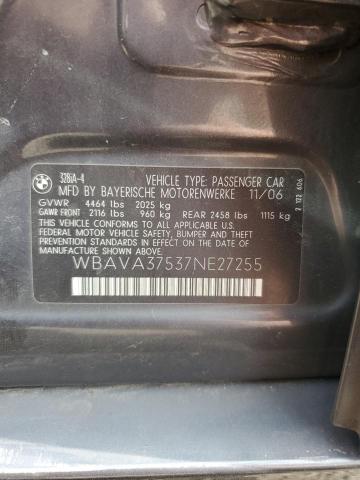 BMW
328iA-4 VEHICLE TYPE: PASSENGER CAR
MFD BY BAYERISCHE MOTORENWERKE 11/06
GVWR 4464 lbs 2025 kg
GAWR FRONT 2116 lbs 960 kg REAR 2458 lbs 1115 kg
THIS VEHICLE CONFORMS TO ALL APPLICABLE U.S.
FEDERAL MOTOR VEHICLE SAFETY, BUMPER, AND
THEFT PREVENTION STANDARDS IN EFFECT ON THE DATE OF
MANUFACTURE SHOWN ABOVE.
WBAVA37537NE27255